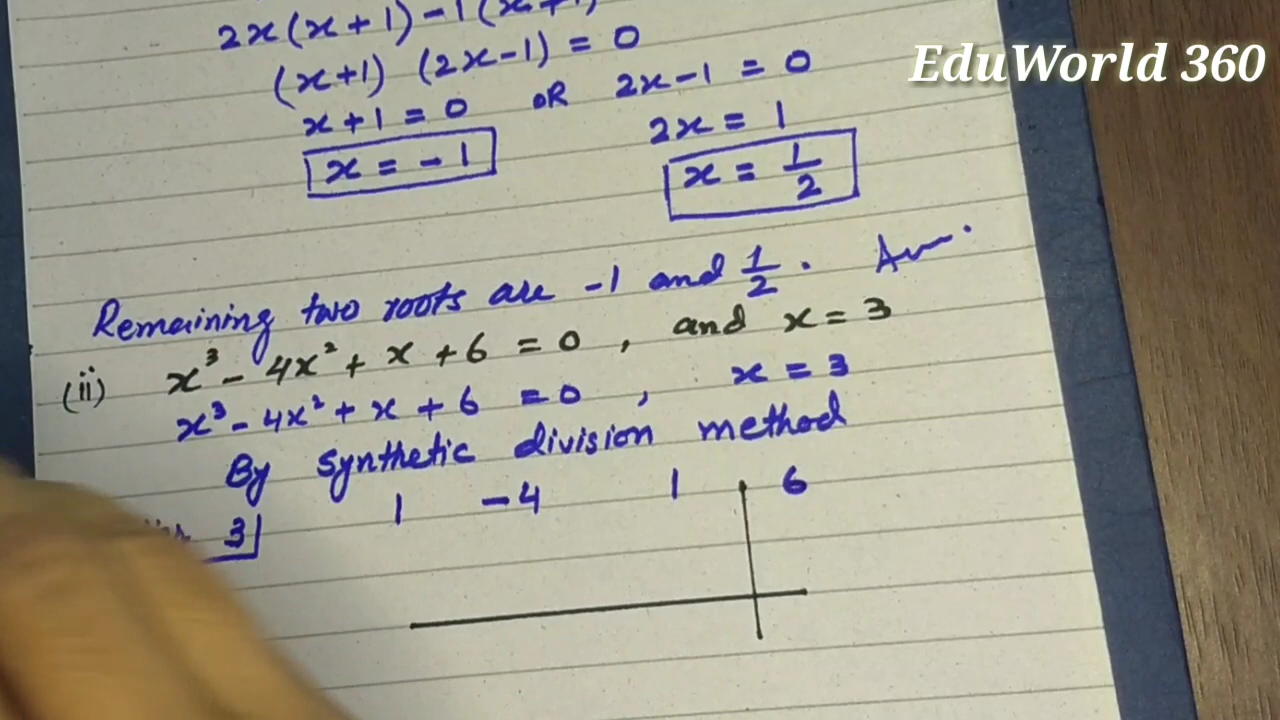 2x(x+1)-1(x+1)
EduWorld 360
(x+1) (2x-1) = 0
x+1 = 0 OR 2x-1 = 0
2x = 1
x = -1
x = 1/2
Remaining two roots are -1 and 1/2. Ans.
(ii) x³ - 4x² + x + 6 = 0, and x = 3
x³ - 4x² + x + 6 = 0, x = 3
By synthetic division method
3 1 -4 1 6